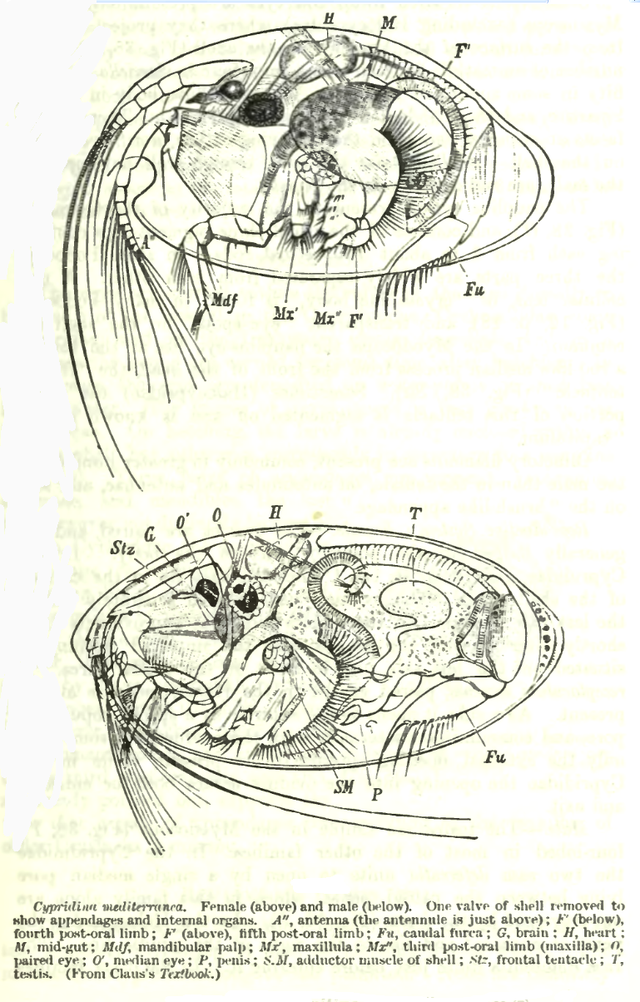 H M F'
A" Mdf Mx' Mx" F' Fu
Stz G O' O H T
SM P Fu
c
Cypridina mediterranea. Female (above) and male (below). One valve of shell removed to
show appendages and internal organs. A", antenna (the antennule is just above); F' (below),
fourth post-oral limb; F' (above), fifth post-oral limb; Fu, caudal furca; G, brain; H, heart;
M, mid-gut; Mdf, mandibular palp; Mx', maxillula; Mx", third post-oral limb (maxilla); O,
paired eye; O', median eye; P, penis; S.M, adductor muscle of shell; Stz, frontal tentacle; T,
testis. (From Claus's Textbook.)